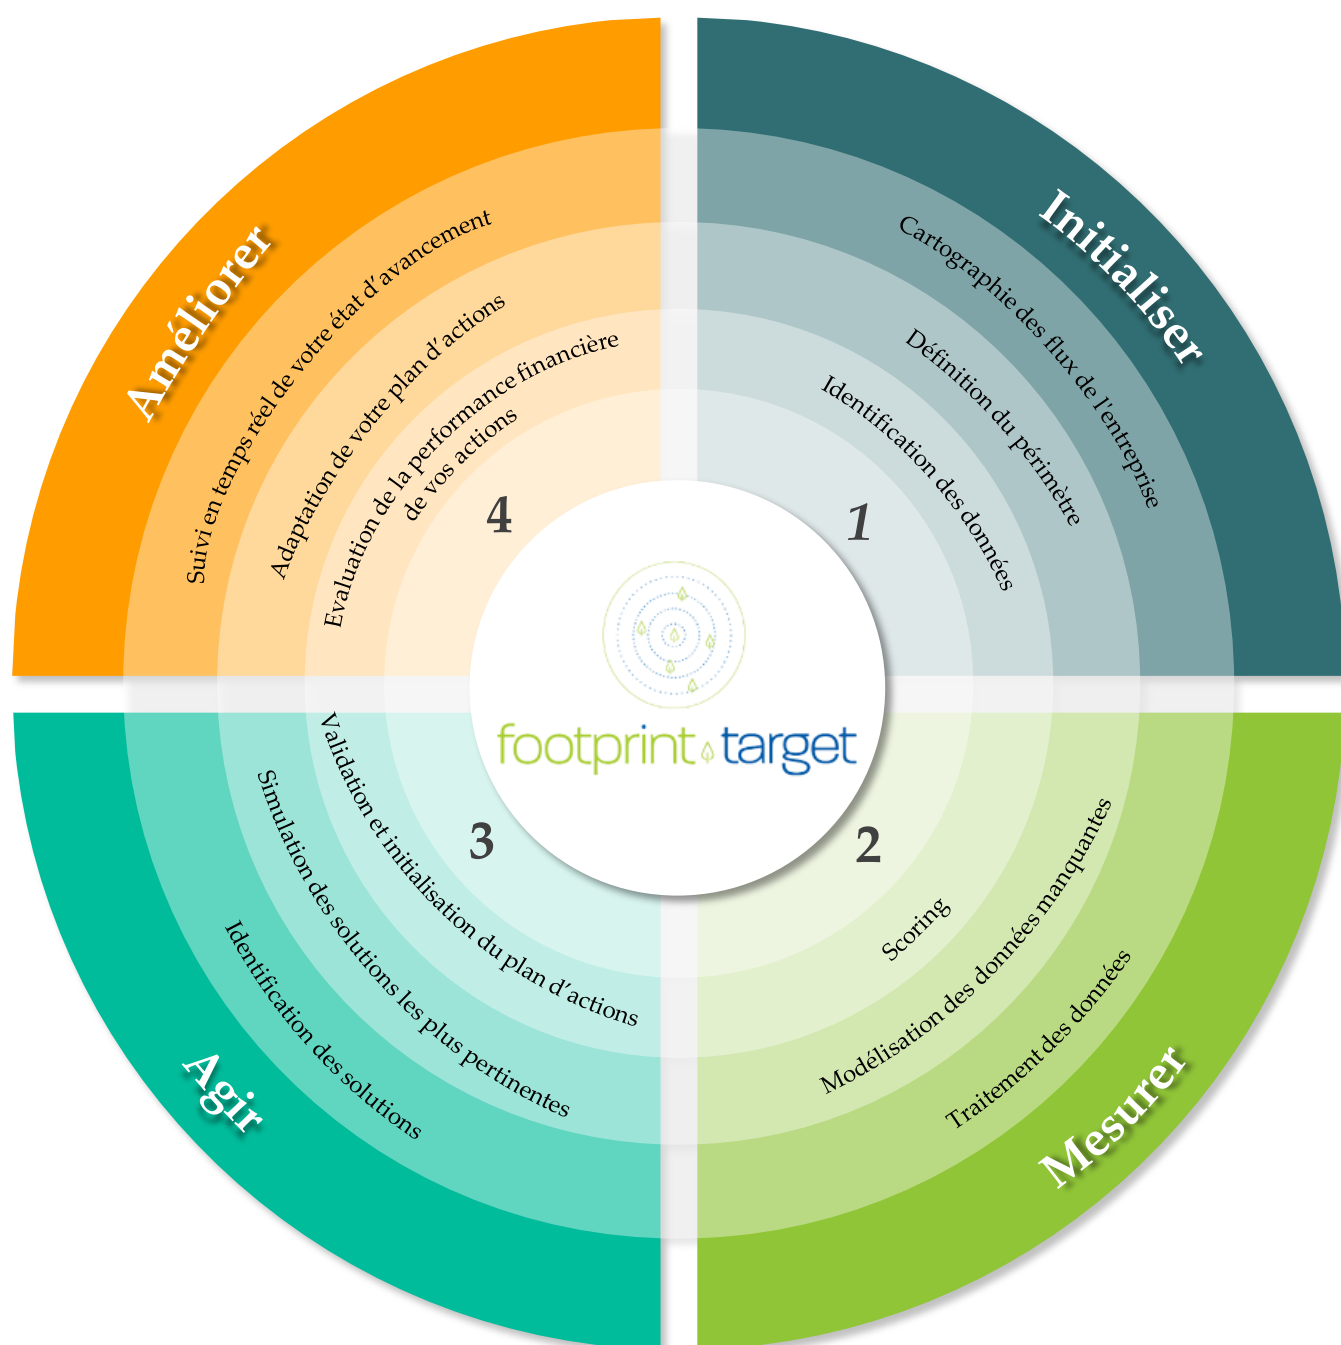 Initialiser
Cartographie des flux de l'entreprise
Définition du périmètre
Identification des données
1
Mesurer
Traitement des données
Modélisation des données manquantes
Scoring
2
Agir
Identification des solutions
Simulation des solutions les plus pertinentes
Validation et initialisation du plan d’actions
3
Améliorer
Suivi en temps réel de votre état d’avancement
Adaptation de votre plan d’actions
Evaluation de la performance financière
de vos actions
4
footprint target